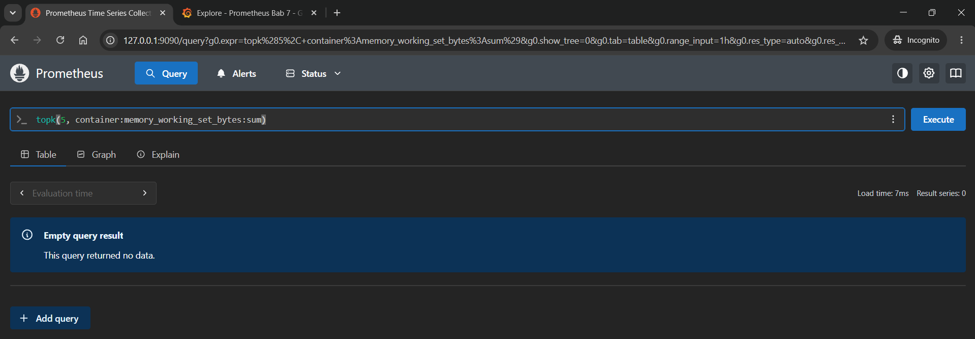 Prometheus Time Series Collect
Explore - Prometheus Bab 7 - G
127.0.0.1:9090/query?g0.expr=topk%285%2C+container%3Amemory_working_set_bytes%3Asum%29&g0.show_tree=0&g0.tab=table&g0.range_input=1h&g0.res_type=auto&g0.res_...
Incognito
Prometheus
Query
Alerts
Status
>_ topk(5, container:memory_working_set_bytes:sum)
Execute
Table
Graph
Explain
Evaluation time
Load time: 7ms Result series: 0
Empty query result
This query returned no data.
+ Add query